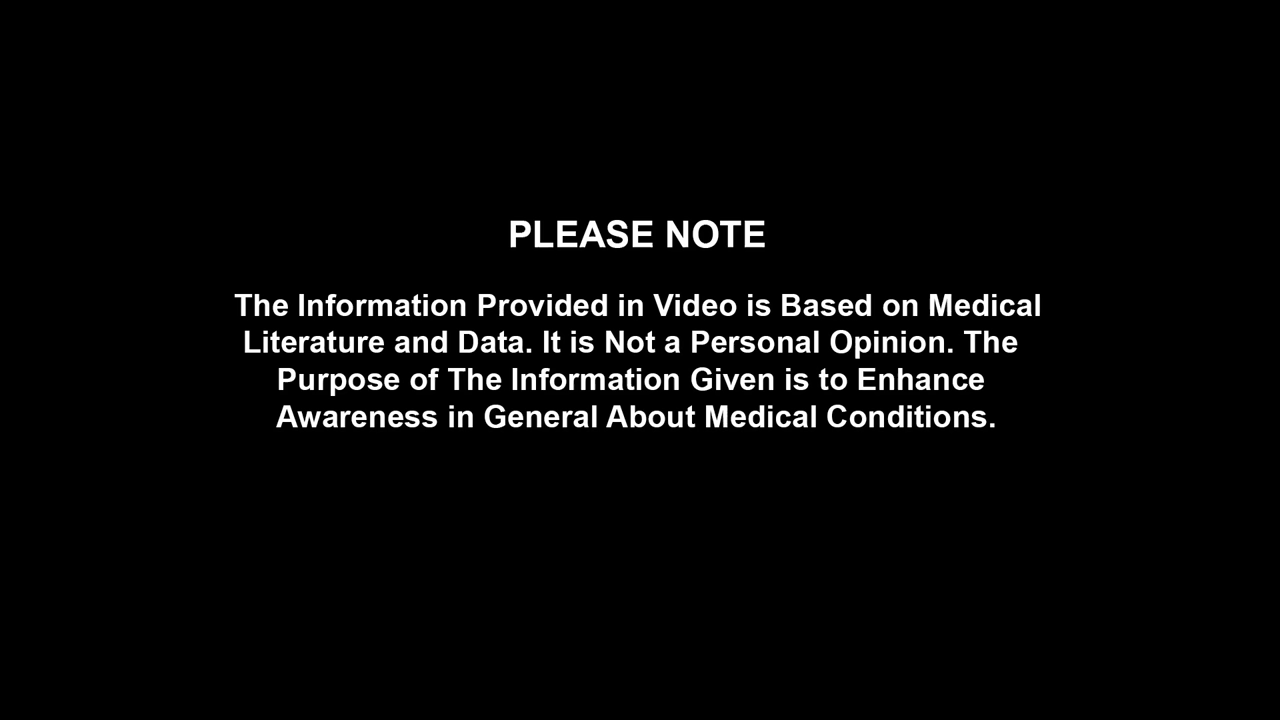 PLEASE NOTE
The Information Provided in Video is Based on Medical
Literature and Data. It is Not a Personal Opinion. The
Purpose of The Information Given is to Enhance
Awareness in General About Medical Conditions.